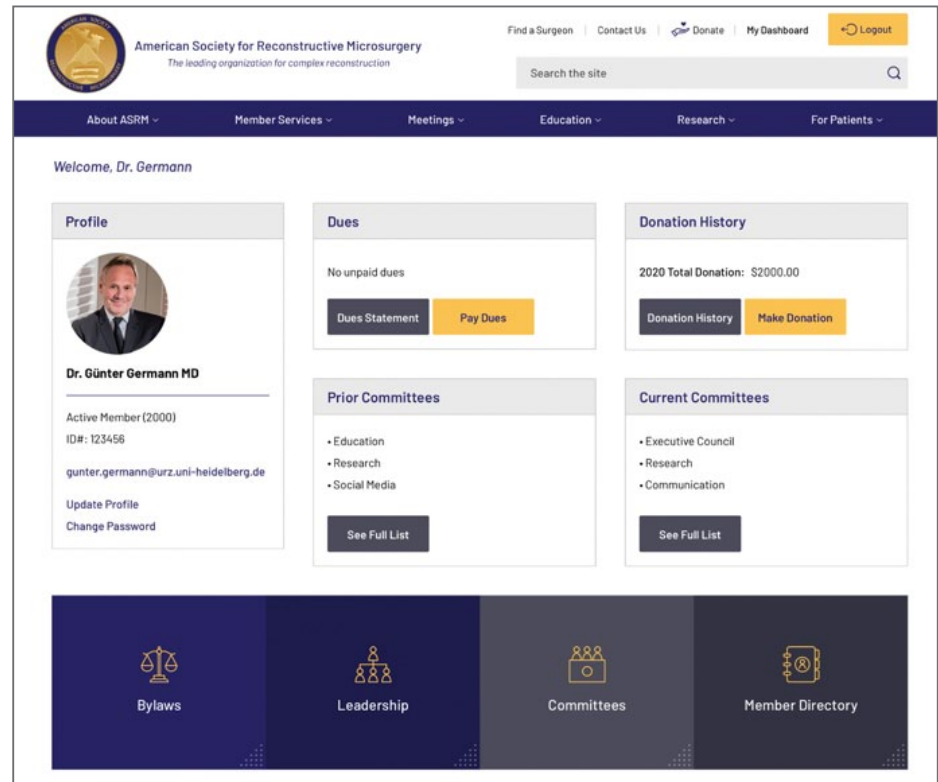 AMERICAN SOCIETY
RECONSTRUCTIVE MICROSURGERY
American Society for Reconstructive Microsurgery
The leading organization for complex reconstruction
Find a Surgeon
Contact Us
Donate
My Dashboard
Logout
Search the site
About ASRM
Member Services
Meetings
Education
Research
For Patients
Welcome, Dr. Germann
Profile
Dr. Günter Germann MD
Active Member (2000)
ID#: 123456
gunter.germann@urz.uni-heidelberg.de
Update Profile
Change Password
Dues
No unpaid dues
Dues Statement
Pay Dues
Donation History
2020 Total Donation: $2000.00
Donation History
Make Donation
Prior Committees
• Education
• Research
• Social Media
See Full List
Current Committees
• Executive Council
• Research
• Communication
See Full List
Bylaws
Leadership
Committees
Member Directory